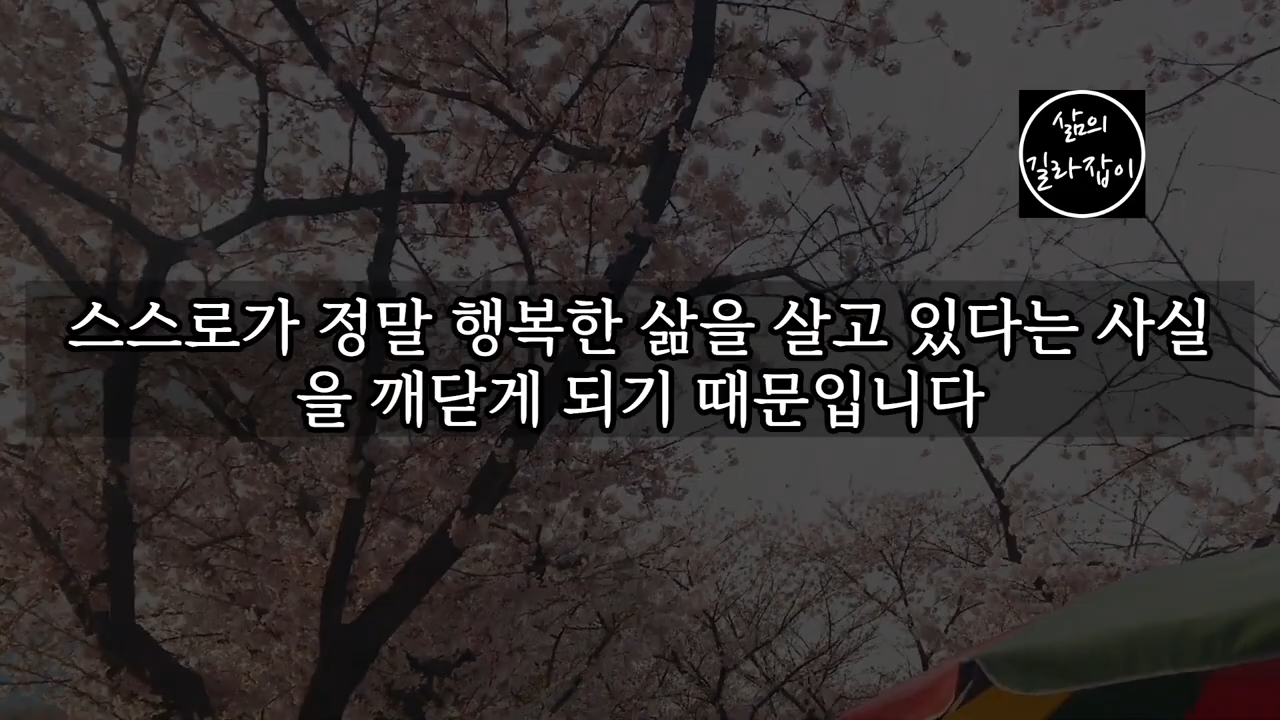 삶의
길라잡이
스스로가 정말 행복한 삶을 살고 있다는 사실
을 깨닫게 되기 때문입니다